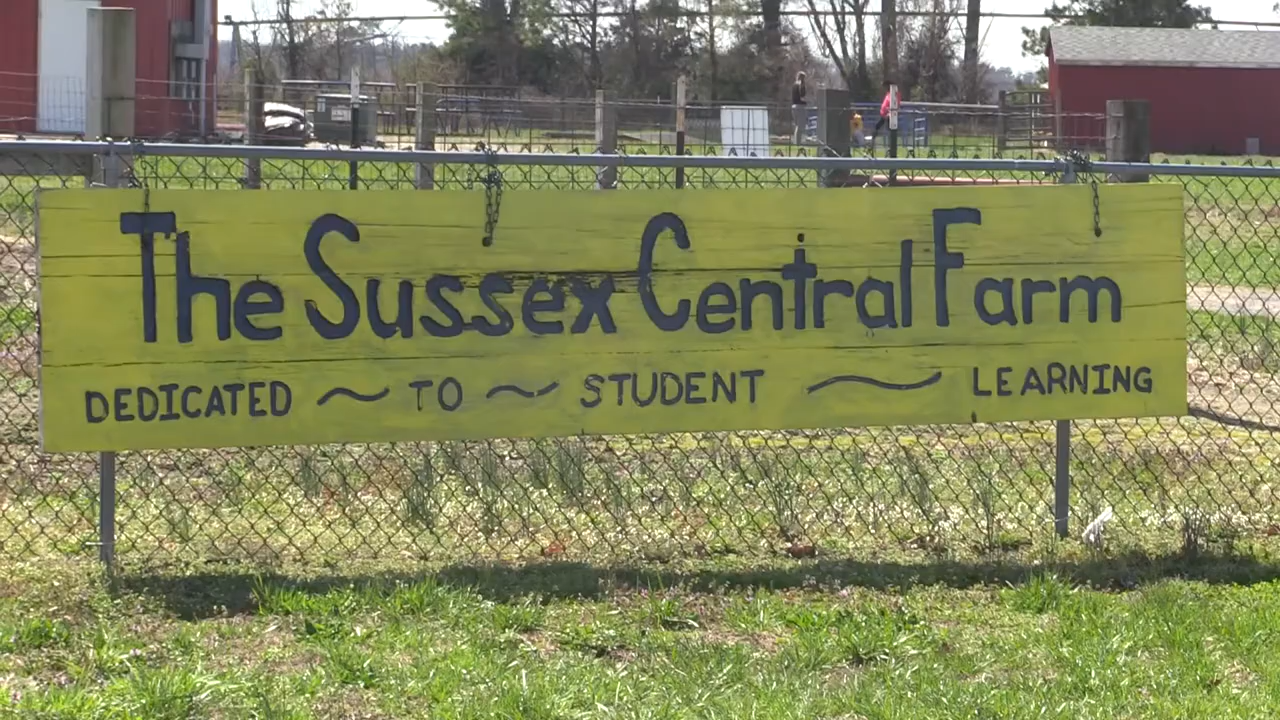 The Sussex Central Farm
DEDICATED ~ TO ~ STUDENT ~ LEARNING